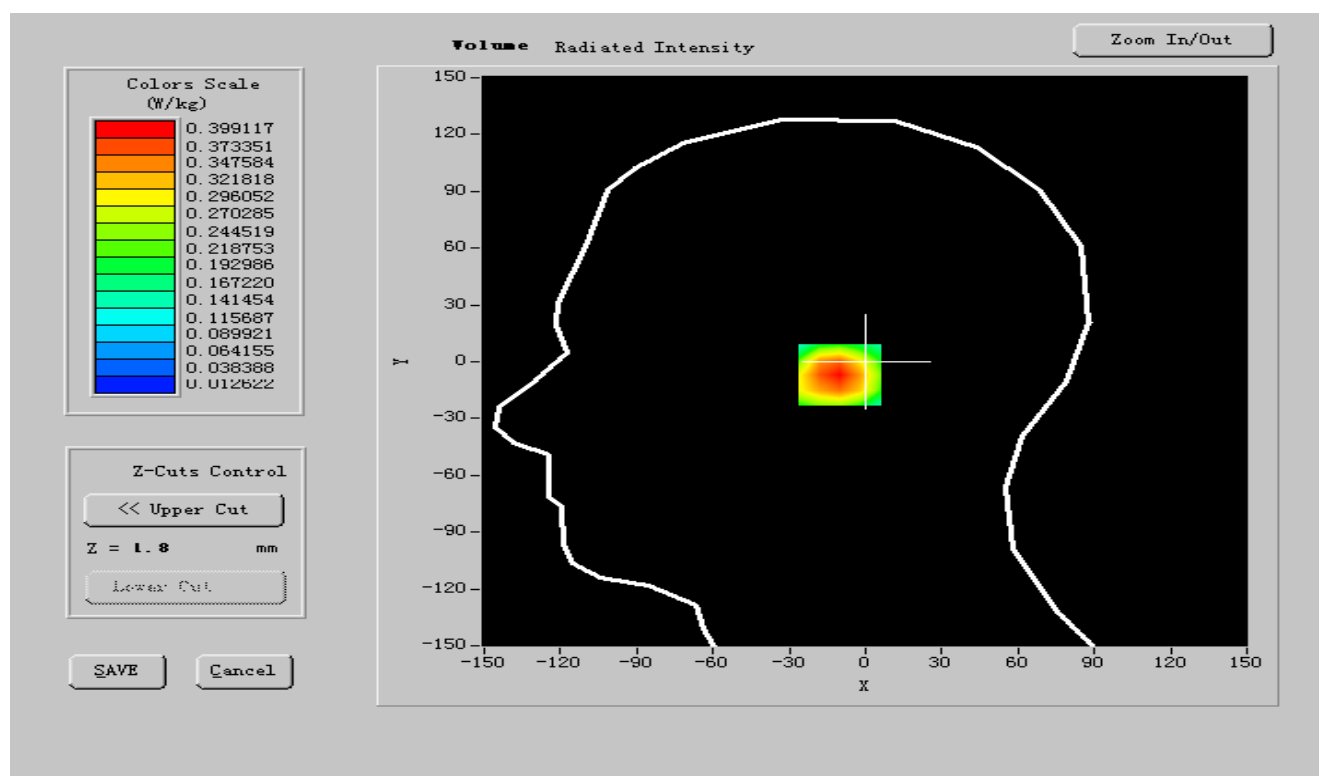 Volume Radiated Intensity
Zoom In/Out
Colors Scale
(W/kg)
0.399117
0.373351
0.347584
0.321818
0.296052
0.270285
0.244519
0.218753
0.192986
0.167220
0.141454
0.115687
0.089921
0.064155
0.038388
0.012622
Z-Cuts Control
<< Upper Cut
Z = 1.8 mm
Lower Cut
SAVE
Cancel
150
120
90
60
30
0
-30
-60
-90
-120
-150
Y
-150 -120 -90 -60 -30 0 30 60 90 120 150
X